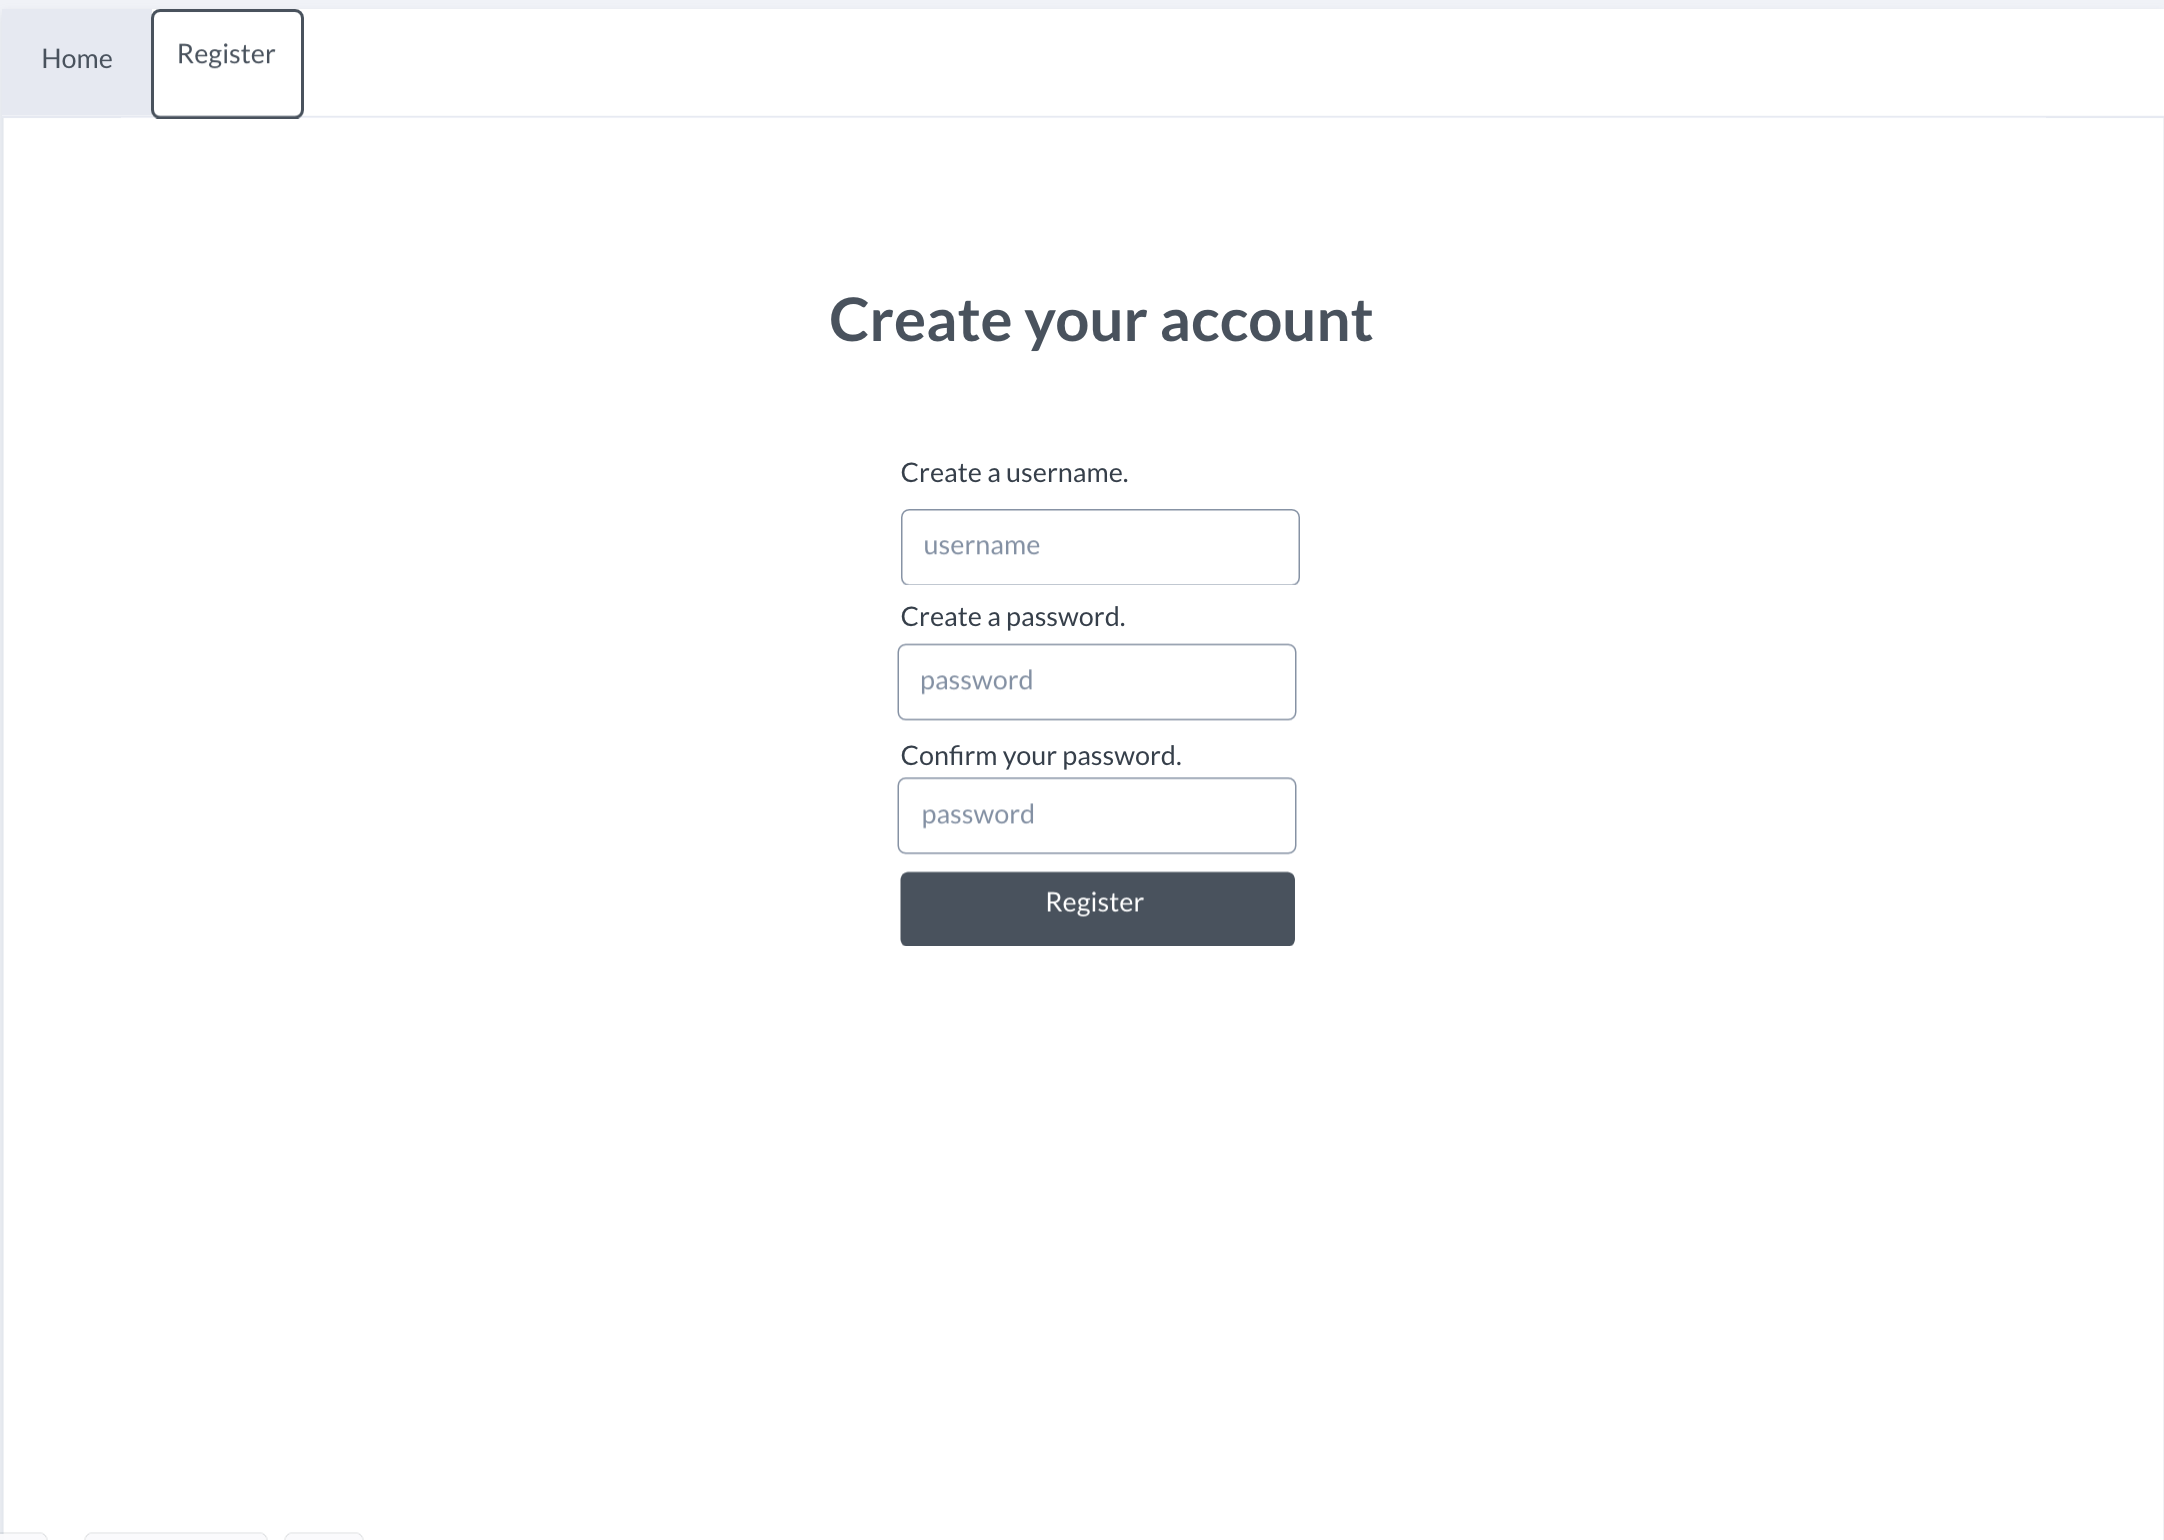 Home
Register
Create your account
Create a username.
username
Create a password.
password
Confirm your password.
password
Register